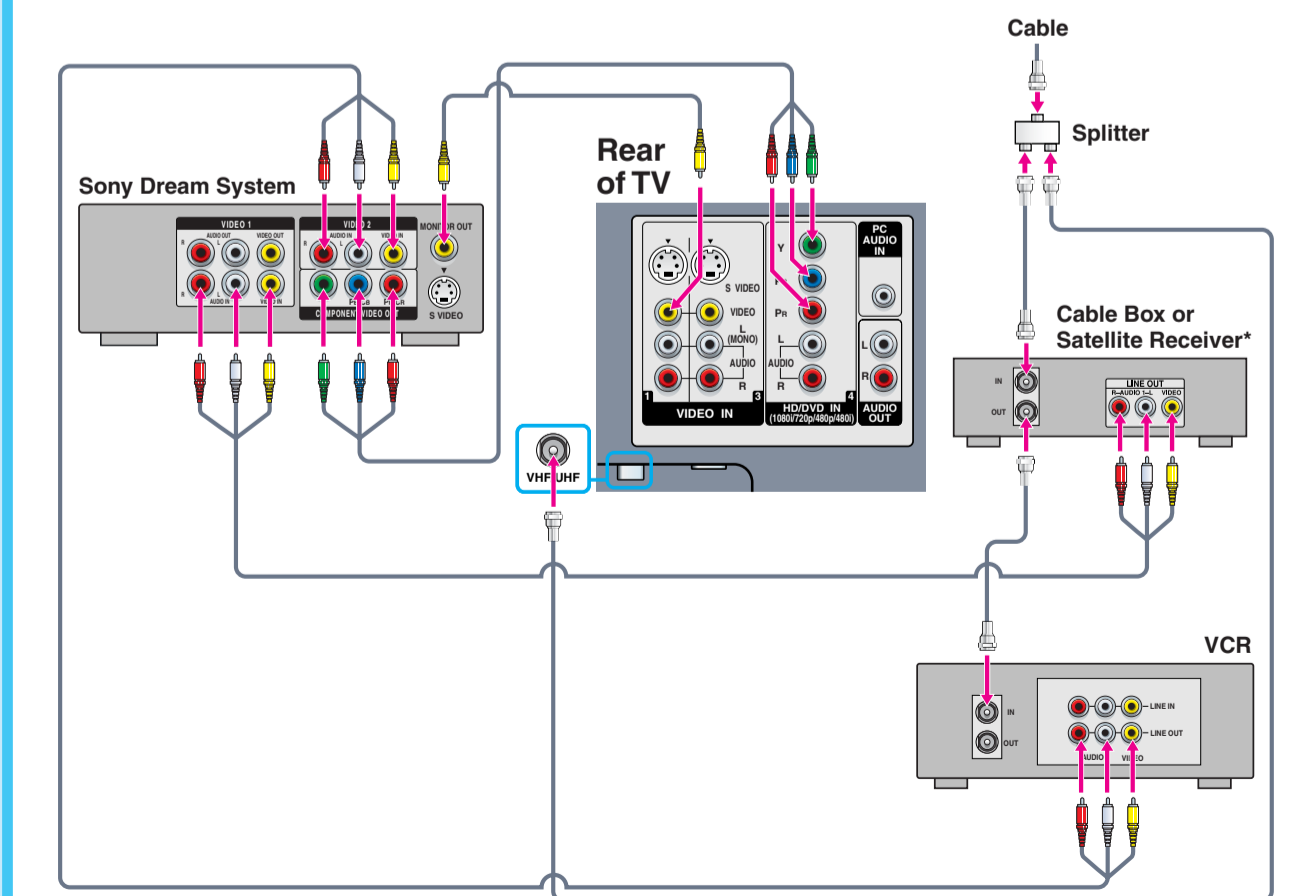 Cable
Splitter
Rear
of TV
Sony Dream System
VIDEO 1
AUDIO OUT
VIDEO OUT
R
L
R
L
AUDIO IN
VIDEO IN
VIDEO 2
AUDIO IN
VIDEO IN
R
L
COMPONENT VIDEO OUT
MONITOR OUT
S VIDEO
S VIDEO
VIDEO
L
(MONO)
AUDIO
R
1
3
VIDEO IN
Y
PR
L
AUDIO
R
4
HD/DVD IN
(1080i/720p/480p/480i)
PC
AUDIO
IN
L
R
AUDIO
OUT
VHF/UHF
Cable Box or
Satellite Receiver*
IN
OUT
LINE OUT
R–AUDIO 1–L VIDEO
VCR
IN
OUT
LINE IN
LINE OUT
AUDIO
VIDEO